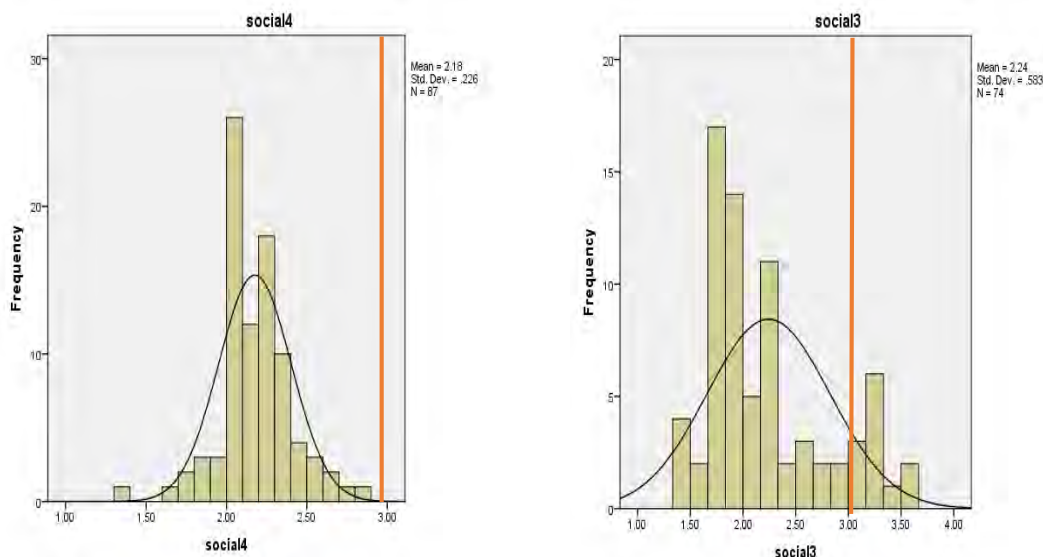 social4
30
20
10
0
Frequency
1.00
1.50
2.00
2.50
3.00
social4
Mean = 2.18
Std. Dev. = .226
N = 87
social3
20
15
10
5
0
Frequency
1.00
1.50
2.00
2.50
3.00
3.50
4.00
social3
Mean = 2.24
Std. Dev. = .583
N = 74